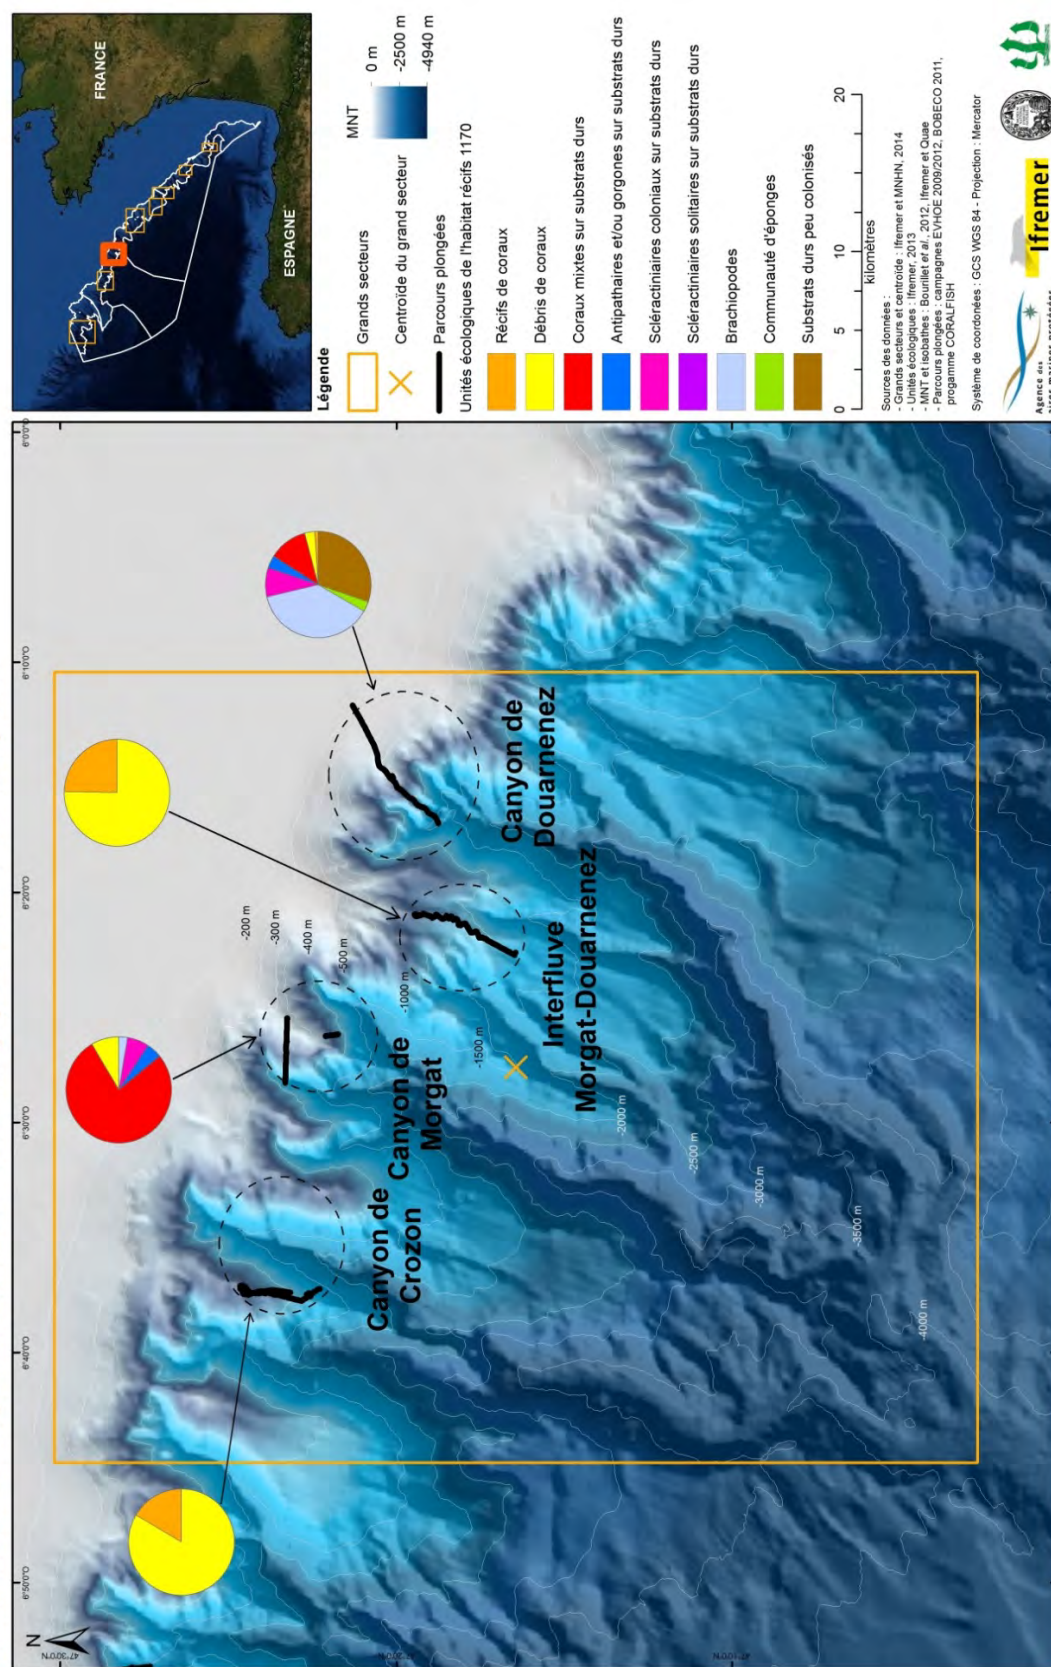 N
6°50'0"O
6°40'0"O
6°30'0"O
6°20'0"O
6°10'0"O
6°0'0"O
47°30'0"N
47°20'0"N
47°10'0"N
-200 m
-300 m
-400 m
-500 m
-1000 m
-1500 m
-2000 m
-2500 m
-3000 m
-3500 m
-4000 m
Canyon de
Crozon
Canyon de
Morgat
Interfluve
Morgat-Douarnenez
Canyon de
Douarnenez
FRANCE
ESPAGNE
Légende
Grands secteurs
Centroïde du grand secteur
Parcours plongées
MNT
0 m
-2500 m
-4940 m
Unités écologiques de l'habitat récifs 1170
Récifs de coraux
Débris de coraux
Coraux mixtes sur substrats durs
Antipathaires et/ou gorgones sur substrats durs
Scléractiniaires coloniaux sur substrats durs
Scléractiniaires solitaires sur substrats durs
Brachiopodes
Communauté d'éponges
Substrats durs peu colonisés
0 5 10 20
kilomètres
Sources des données :
- Grands secteurs et centroïde : Ifremer et MNHN, 2014
- Unités écologiques : Ifremer, 2013
- MNT et isobathes : Bourillet et al., 2012, Ifremer et Quae
- Parcours plongées : campagnes EVHOE 2009/2012, BOBECO 2011,
progamme CORALFISH
Système de coordonées : GCS WGS 84 - Projection : Mercator
Agence des
aires marines protégées
Ifremer